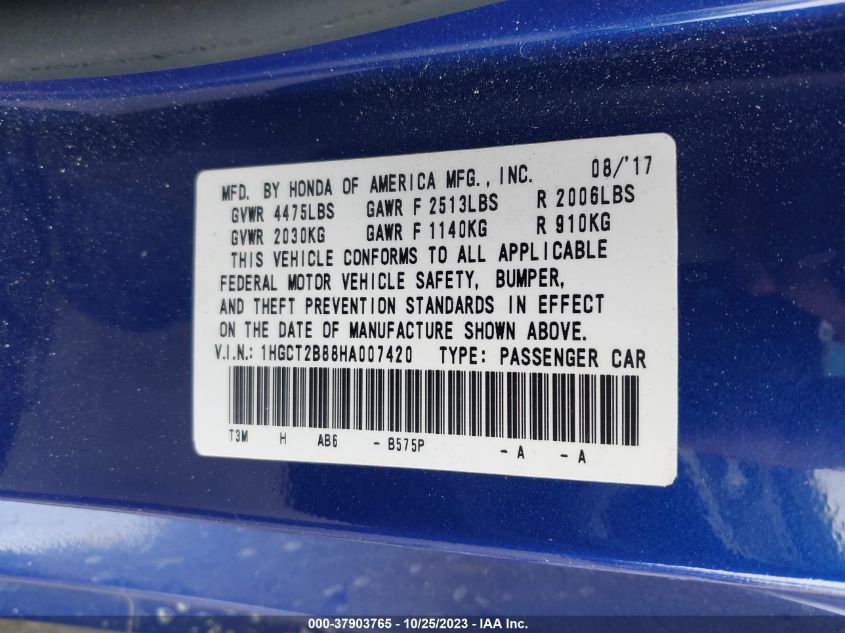 MFD. BY HONDA OF AMERICA MFG., INC. 08/'17
GVWR 4475LBS GAWR F 2513LBS R 2006LBS
GVWR 2030KG GAWR F 1140KG R 910KG
THIS VEHICLE CONFORMS TO ALL APPLICABLE
FEDERAL MOTOR VEHICLE SAFETY, BUMPER,
AND THEFT PREVENTION STANDARDS IN EFFECT
ON THE DATE OF MANUFACTURE SHOWN ABOVE.
V.I.N.: 1HGCT2B88HA007420 TYPE: PASSENGER CAR
T3M H AB6 - B575P - A - A
000-37903765 - 10/25/2023 - IAA Inc.